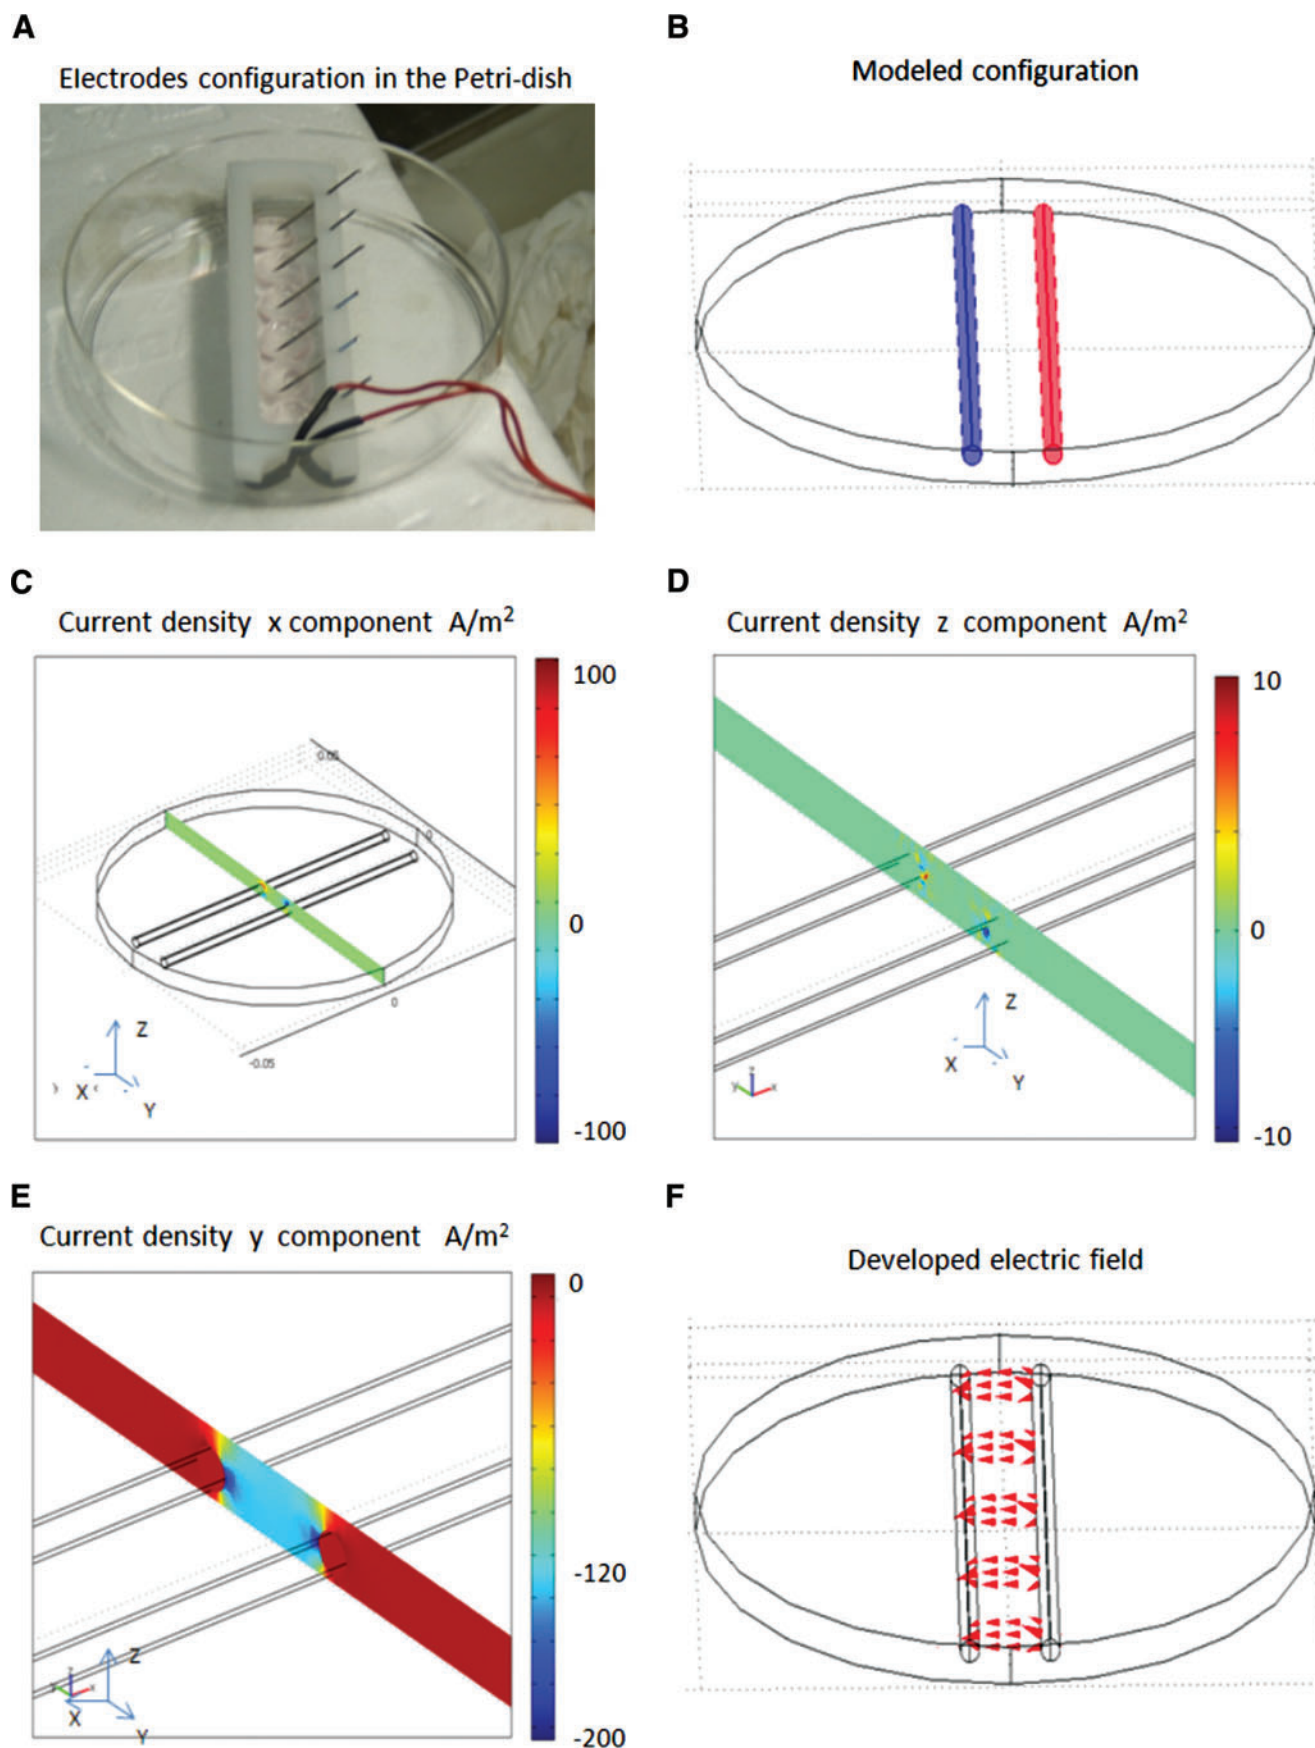 A
Electrodes configuration in the Petri-dish
B
Modeled configuration
C
Current density x component A/m²
100
0
-100
0.05
0
0
-0.05
Z
X
Y
D
Current density z component A/m²
10
0
-10
Z
X
Y
z
y
x
E
Current density y component A/m²
0
-120
-200
Z
X
Y
z
x
F
Developed electric field